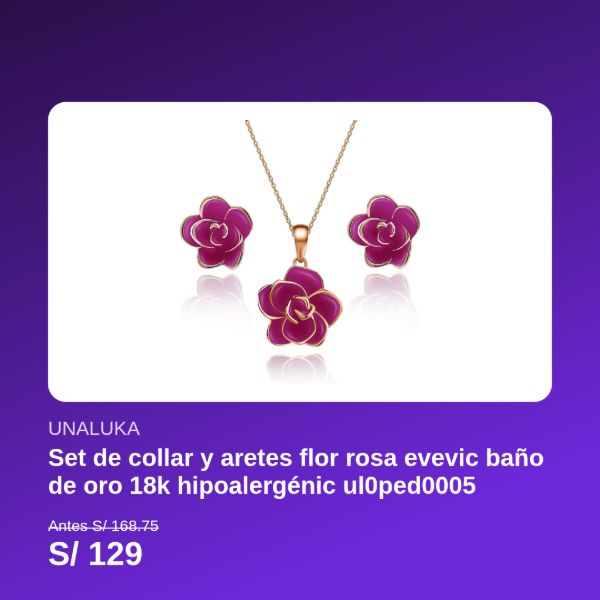 UNALUKA
Set de collar y aretes flor rosa evevic baño
de oro 18k hipoalergénic ul0ped0005
Antes S/ 168.75
S/ 129